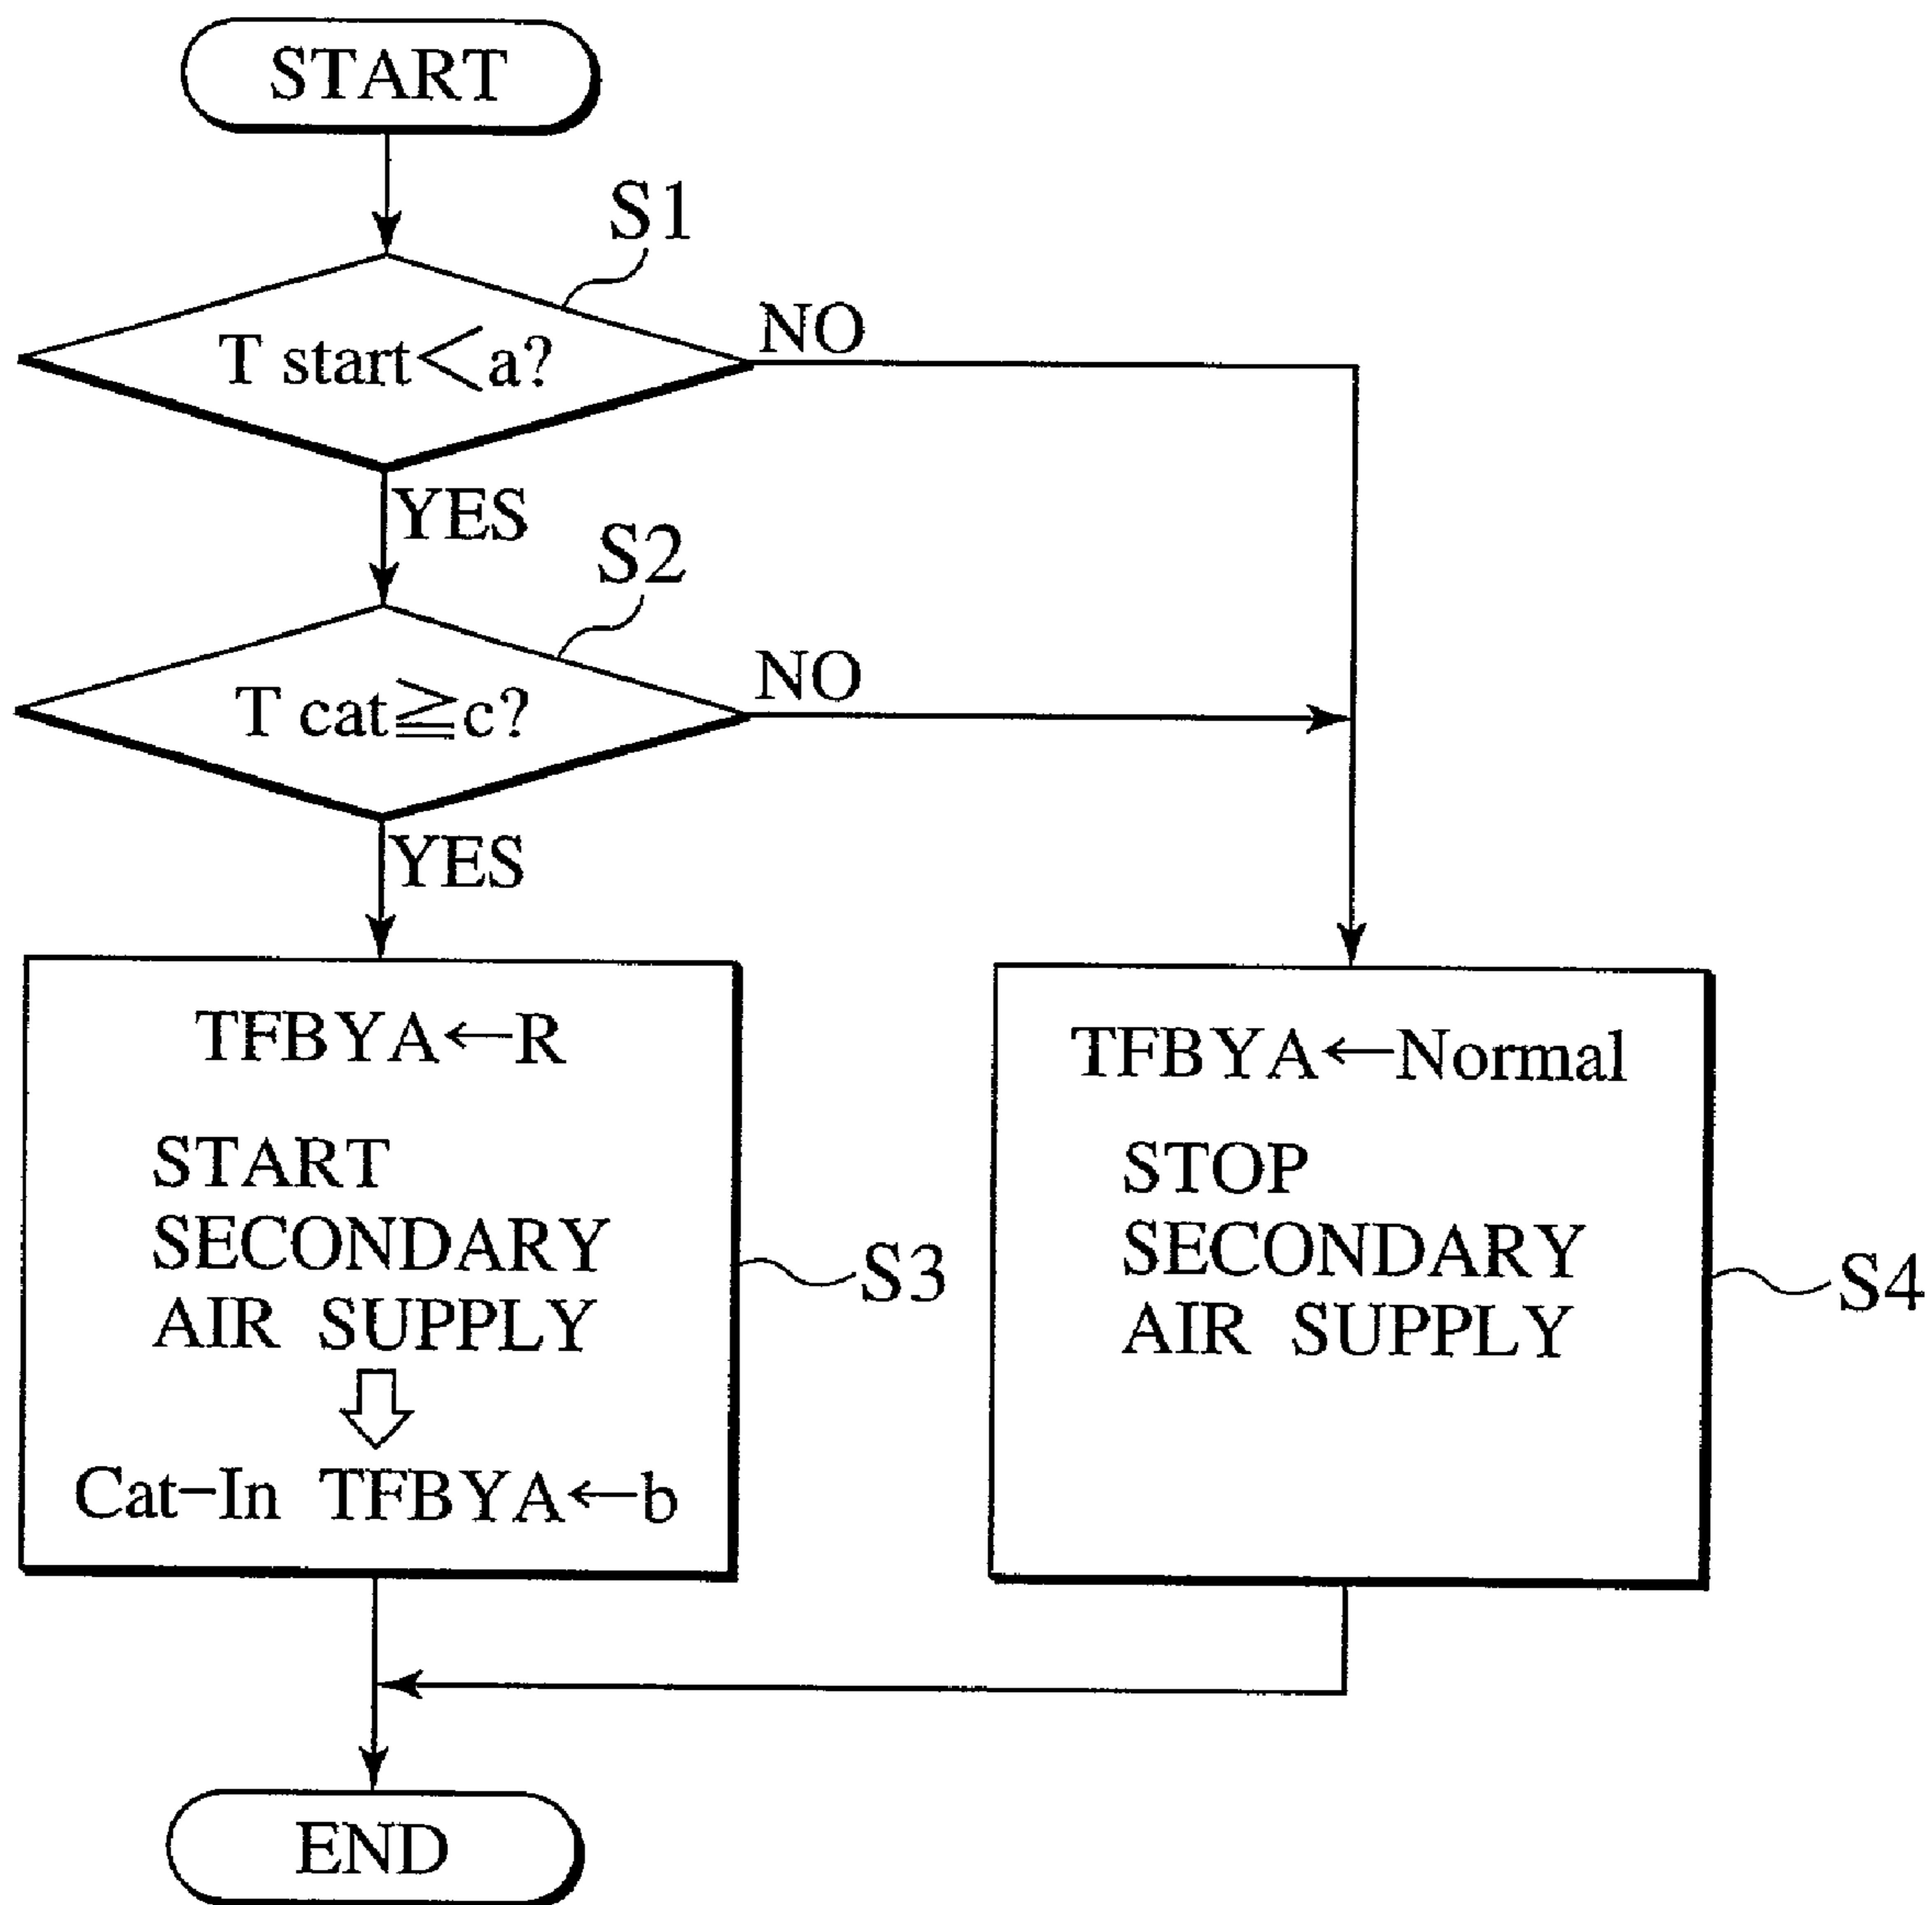 START
S1
T start<a?
NO
YES
S2
T cat≧c?
NO
YES
TFBYA←R
START
SECONDARY
AIR SUPPLY
Cat-In TFBYA←b
S3
TFBYA←Normal
STOP
SECONDARY
AIR SUPPLY
S4
END